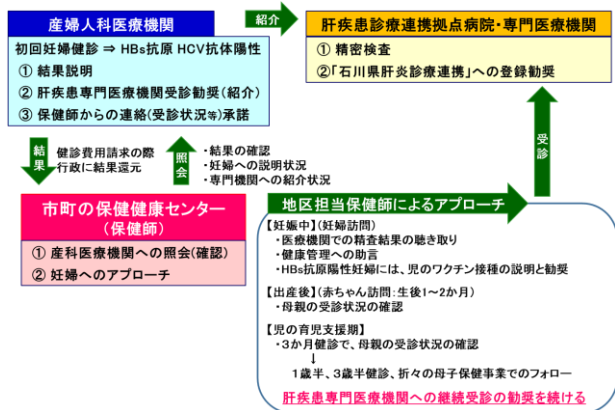 産婦人科医療機関
初回妊婦健診 ⇒ HBs抗原 HCV抗体陽性
① 結果説明
② 肝疾患専門医療機関受診勧奨(紹介)
③ 保健師からの連絡(受診状況等)承諾
紹介
肝疾患診療連携拠点病院・専門医療機関
① 精密検査
②「石川県肝炎診療連携」への登録勧奨
結果
健診費用請求の際
行政に結果還元
照会
・結果の確認
・妊婦への説明状況
・専門機関への紹介状況
受診
市町の保健健康センター
(保健師)
① 産科医療機関への照会(確認)
② 妊婦へのアプローチ
地区担当保健師によるアプローチ
【妊娠中】(妊婦訪問)
・医療機関での精査結果の聴き取り
・健康管理への助言
・HBs抗原陽性妊婦には、児のワクチン接種の説明と勧奨
【出産後】(赤ちゃん訪問:生後1~2か月)
・母親の受診状況の確認
【児の育児支援期】
・3か月健診で、母親の受診状況の確認
↓
1歳半、3歳半健診、折々の母子保健事業でのフォロー
肝疾患専門医療機関への継続受診の勧奨を続ける